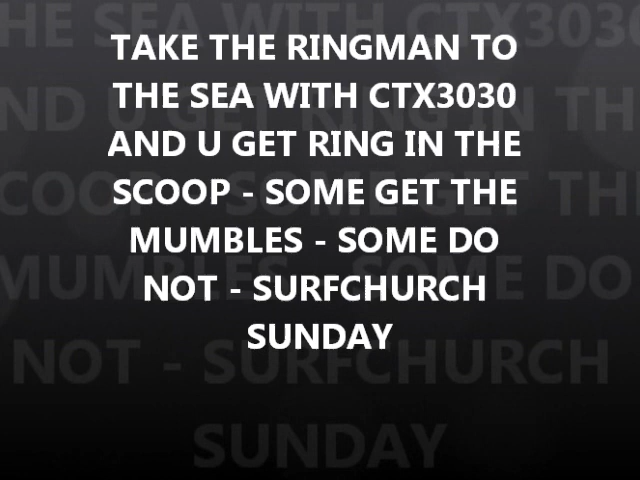 TAKE THE RINGMAN TO
THE SEA WITH CTX3030
AND U GET RING IN THE
SCOOP - SOME GET THE
MUMBLES - SOME DO
NOT - SURFCHURCH
SUNDAY